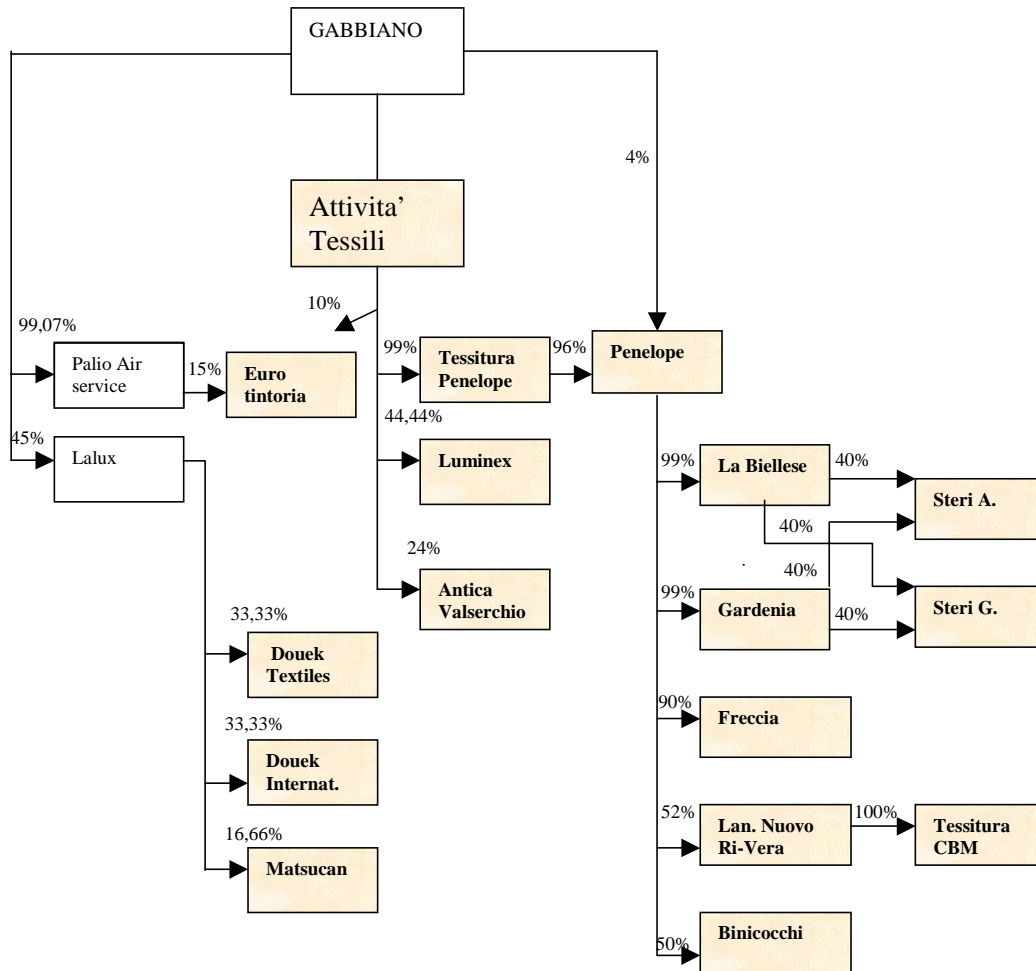 GABBIANO
4%
Attivita’
Tessili
10%
99,07%
99%
96%
Palio Air
service
15%
Euro
tintoria
Tessitura
Penelope
Penelope
44,44%
45%
Lalux
Luminex
99%
La Biellese
40%
Steri A.
40%
24%
40%
Antica
Valserchio
99%
Gardenia
40%
Steri G.
33,33%
Douek
Textiles
90%
Freccia
33,33%
Douek
Internat.
52%
Lan. Nuovo
Ri-Vera
100%
Tessitura
CBM
16,66%
Matsucan
50%
Binicocchi